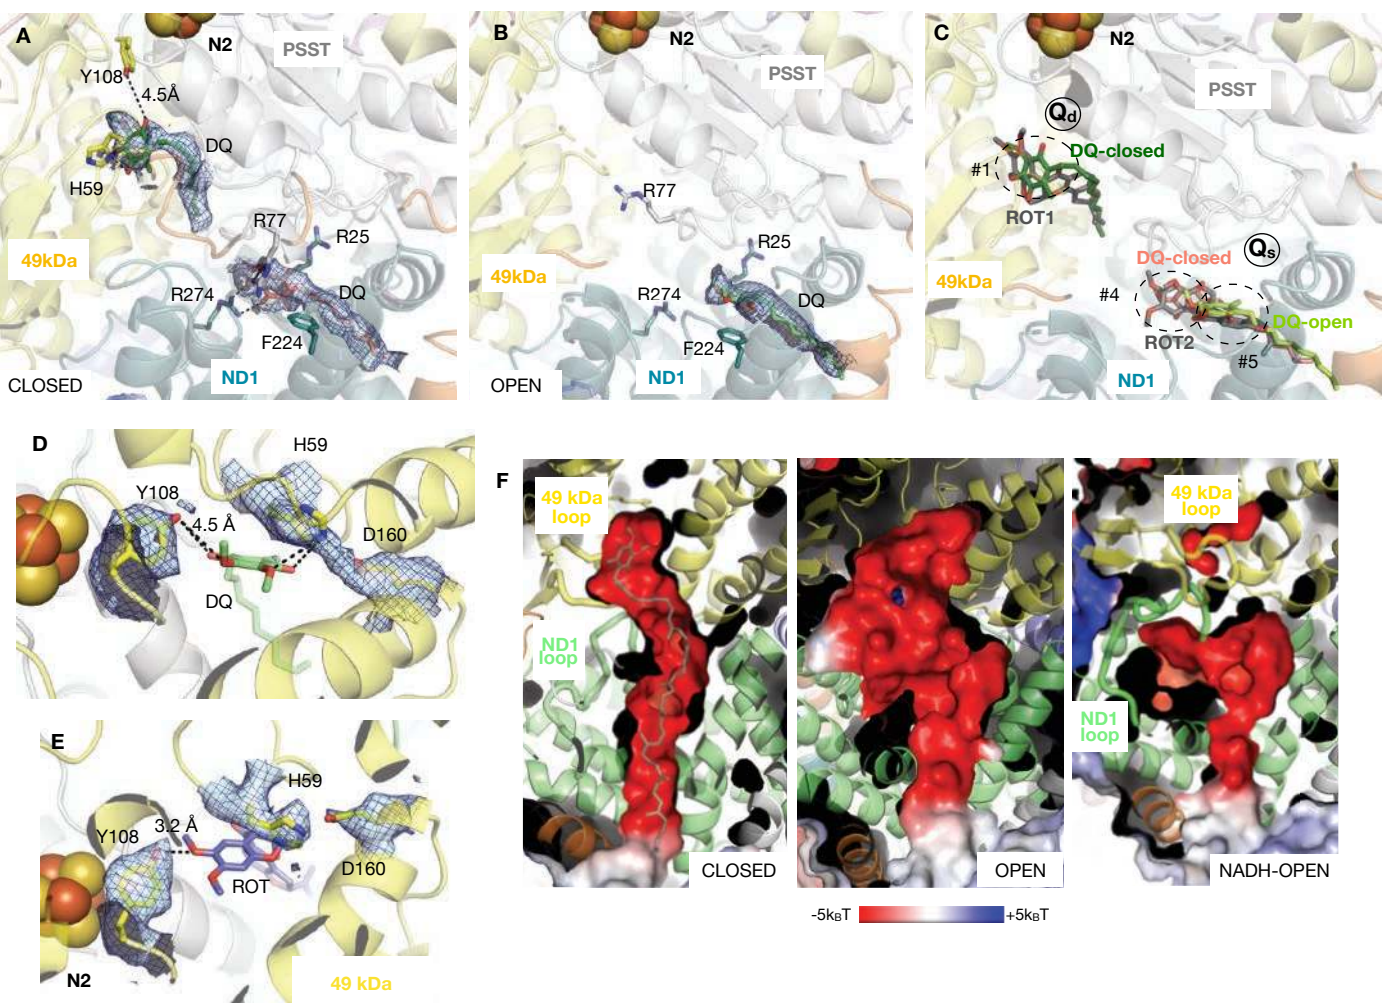 A
N2
PSST
Y108
4.5Å
DQ
H59
R77
R25
49kDa
R274
DQ
F224
ND1
CLOSED
B
N2
PSST
R77
R25
49kDa
R274
DQ
F224
ND1
OPEN
C
N2
PSST
Qd
DQ-closed
#1
ROT1
Qs
DQ-closed
49kDa
#4
DQ-open
ROT2
#5
ND1
D
H59
Y108
4.5 Å
D160
DQ
E
H59
Y108
3.2 Å
D160
ROT
N2
49 kDa
F
49 kDa
loop
ND1
loop
CLOSED
OPEN
49 kDa
loop
ND1
loop
NADH-OPEN
-5kBT
+5kBT